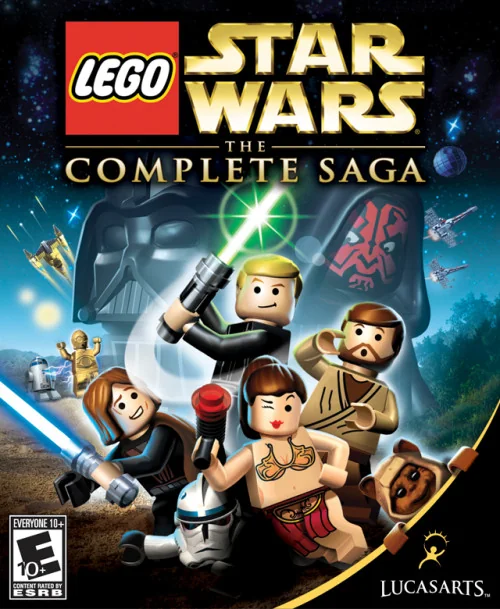 LEGO
STAR
WARS
THE
COMPLETE SAGA
EVERYONE 10+
E
10+
CONTENT RATED BY
ESRB
LUCASARTS